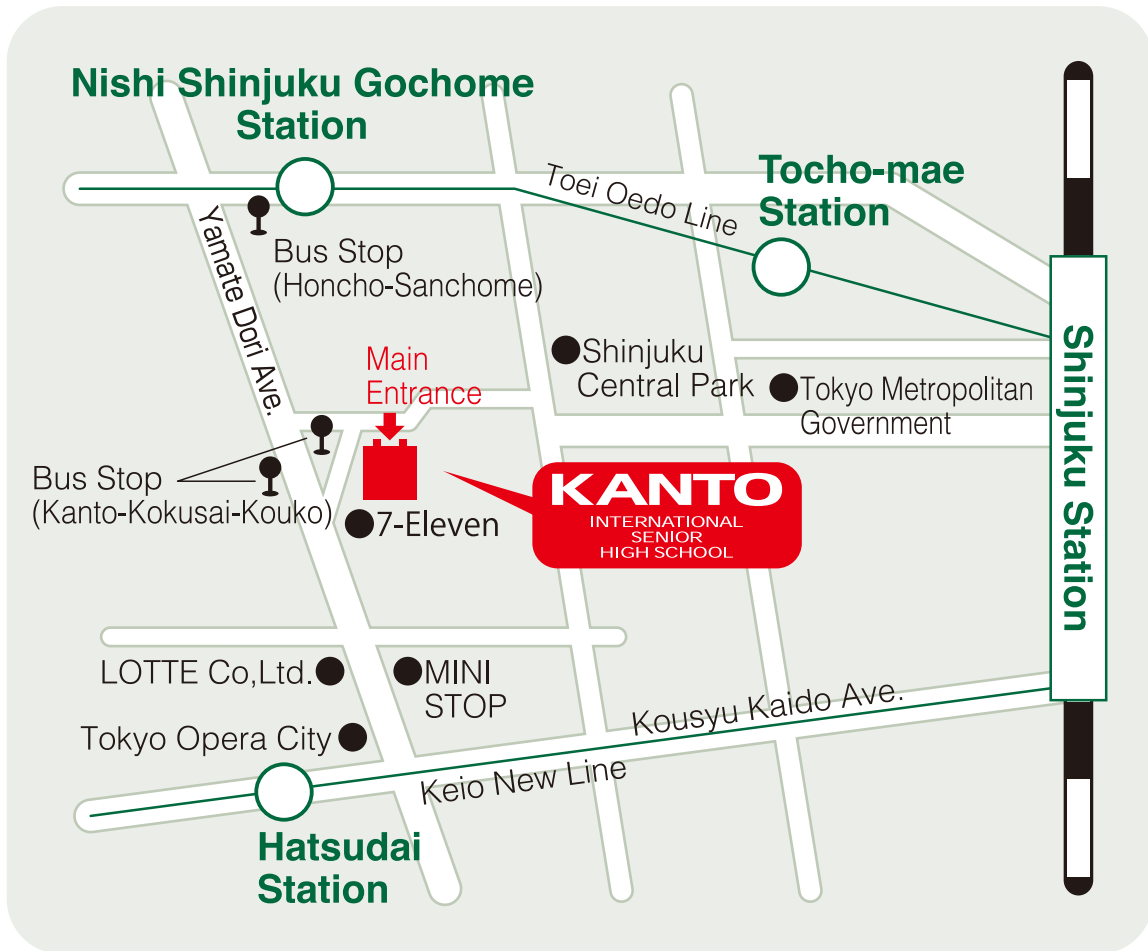 Nishi Shinjuku Gochome
Station
Tocho-mae
Station
Toei Oedo Line
Yamate Dori Ave.
Bus Stop
(Honcho-Sanchome)
Main
Entrance
Shinjuku
Central Park
Tokyo Metropolitan
Government
Shinjuku Station
Bus Stop
(Kanto-Kokusai-Kouko)
7-Eleven
KANTO
INTERNATIONAL
SENIOR
HIGH SCHOOL
LOTTE Co,Ltd.
MINI
STOP
Tokyo Opera City
Kousyu Kaido Ave.
Keio New Line
Hatsudai
Station